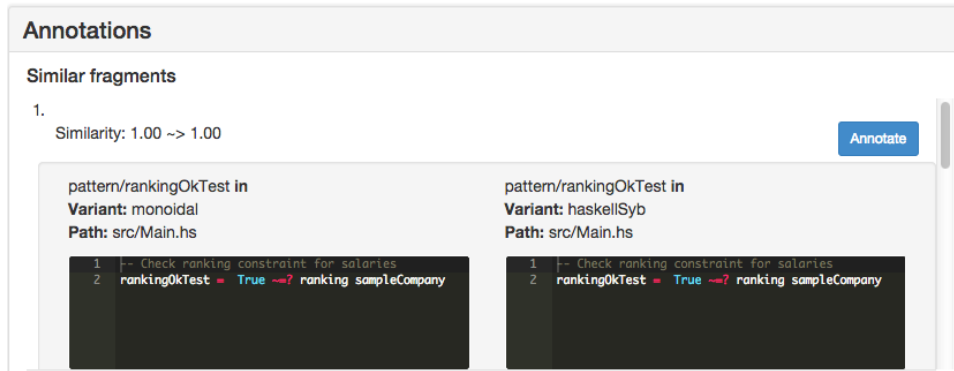 Annotations
Similar fragments
1.
Similarity: 1.00 ~> 1.00
Annotate
pattern/rankingOkTest in
Variant: monoidal
Path: src/Main.hs
1 -- Check ranking constraint for salaries
2 rankingOkTest = True ~=? ranking sampleCompany
pattern/rankingOkTest in
Variant: haskellSyb
Path: src/Main.hs
1 -- Check ranking constraint for salaries
2 rankingOkTest = True ~=? ranking sampleCompany